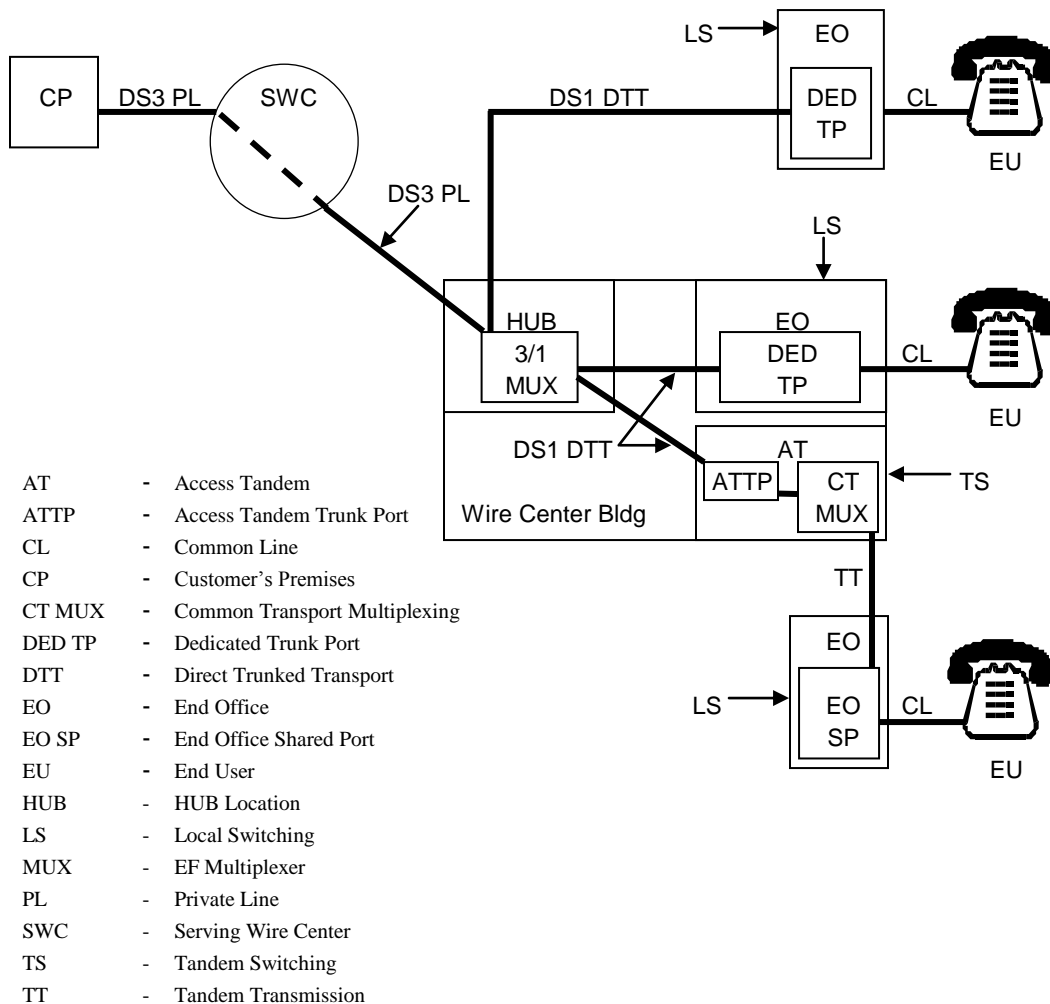 LS
EO
CP
DS3 PL
SWC
DS1 DTT
DED
TP
CL
EU
DS3 PL
LS
HUB
3/1
MUX
EO
DED
TP
CL
EU
DS1 DTT
AT
ATTP
CT
MUX
TS
Wire Center Bldg
TT
EO
LS
EO
SP
CL
EU
AT - Access Tandem
ATTP - Access Tandem Trunk Port
CL - Common Line
CP - Customer’s Premises
CT MUX - Common Transport Multiplexing
DED TP - Dedicated Trunk Port
DTT - Direct Trunked Transport
EO - End Office
EO SP - End Office Shared Port
EU - End User
HUB - HUB Location
LS - Local Switching
MUX - EF Multiplexer
PL - Private Line
SWC - Serving Wire Center
TS - Tandem Switching
TT - Tandem Transmission